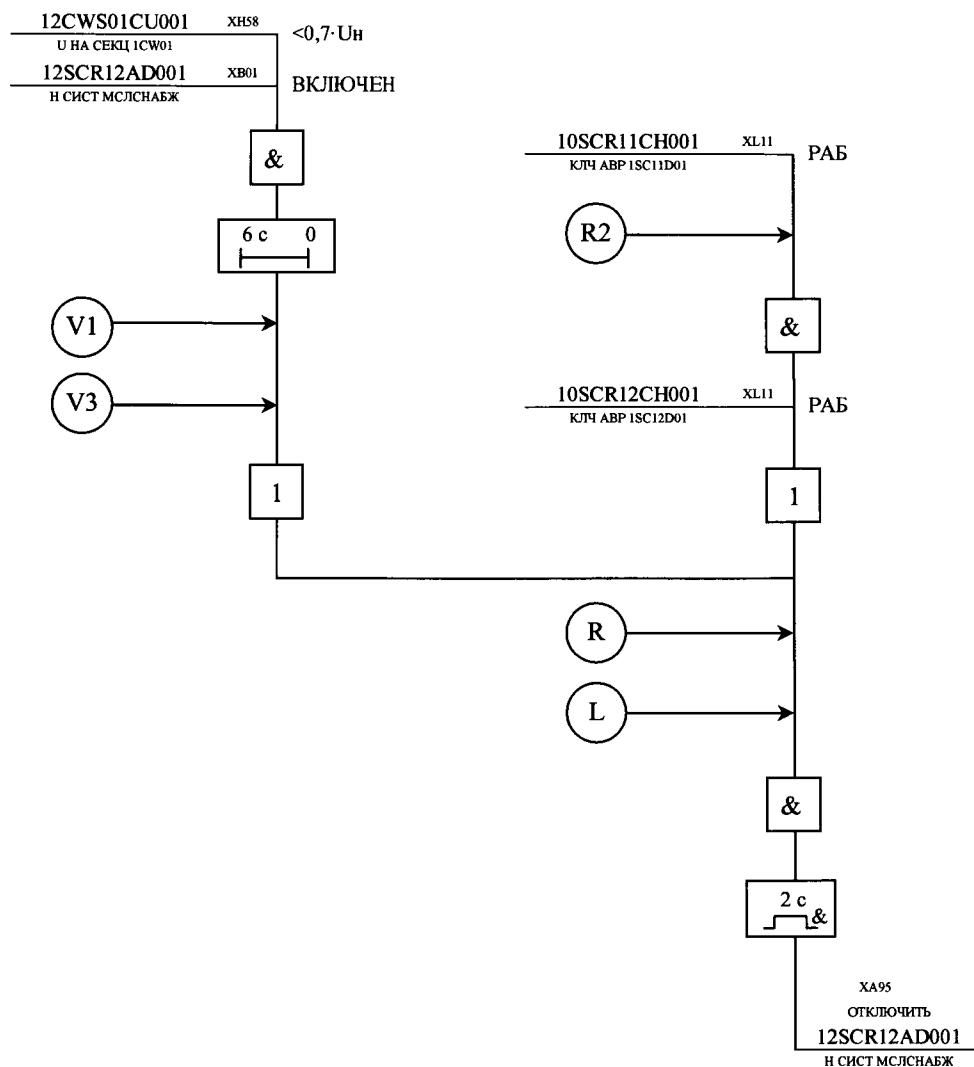 12CWS01CU001 XH58 <0,7·Uн
U НА СЕКЦ 1CW01
12SCR12AD001 XB01 ВКЛЮЧЕН
Н СИСТ МСЛСНАБЖ
&
6 с 0
V1
V3
1
10SCR11CH001 XL11 РАБ
КЛЧ АВР 1SC11D01
R2
&
10SCR12CH001 XL11 РАБ
КЛЧ АВР 1SC12D01
1
R
L
&
2 с
&
XA95
ОТКЛЮЧИТЬ
12SCR12AD001
Н СИСТ МСЛСНАБЖ